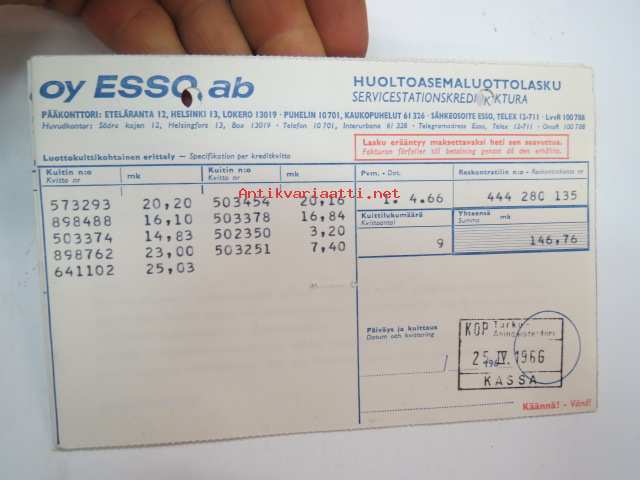 oy ESSO ab
HUOLTOASEMALUOTTOLASKU
SERVICESTATIONSKREDITFAKTURA
PÄÄKONTTORI: ETELÄRANTA 12, HELSINKI 13, LOKERO 13019 · PUHELIN 10 701, KAUKOPUHELUT 61 326 · SÄHKEOSOITE ESSO, TELEX 12-711 · LvvR 100 788
Huvudkontor: Södra kajen 12, Helsingfors 13, Box 13019 · Telefon 10 701, Interurbana 61 326 · Telegramadress Esso, Telex 12-711 · Omsr 100 788
Lasku erääntyy maksettavaksi heti sen saavuttua.
Fakturan förfaller till betalning genast då den erhållits.
Luottokuittikohtainen erittely — Specifikation per kreditkvitto
Kuitin n:o mk Kuitin n:o mk Pvm. - Dat. Reskontratilin n:o - Reskontrakonto nr
Kvitto nr Kvitto nr
573293 20,20 503454 20,16 1. 4.66 444 280 135
898488 16,10 503378 16,84 Kuittilukumäärä Yhteensä mk
Kvittoantal Summa
503374 14,83 502350 3,20
898762 23,00 503251 7,40 9 146,76
641102 25,03
Antikvariaatti.net
Päiväys ja kuittaus
Datum och kvittering
KOP Turku
25 IV. 1966
196
KASSA
Käännä! - Vänd!